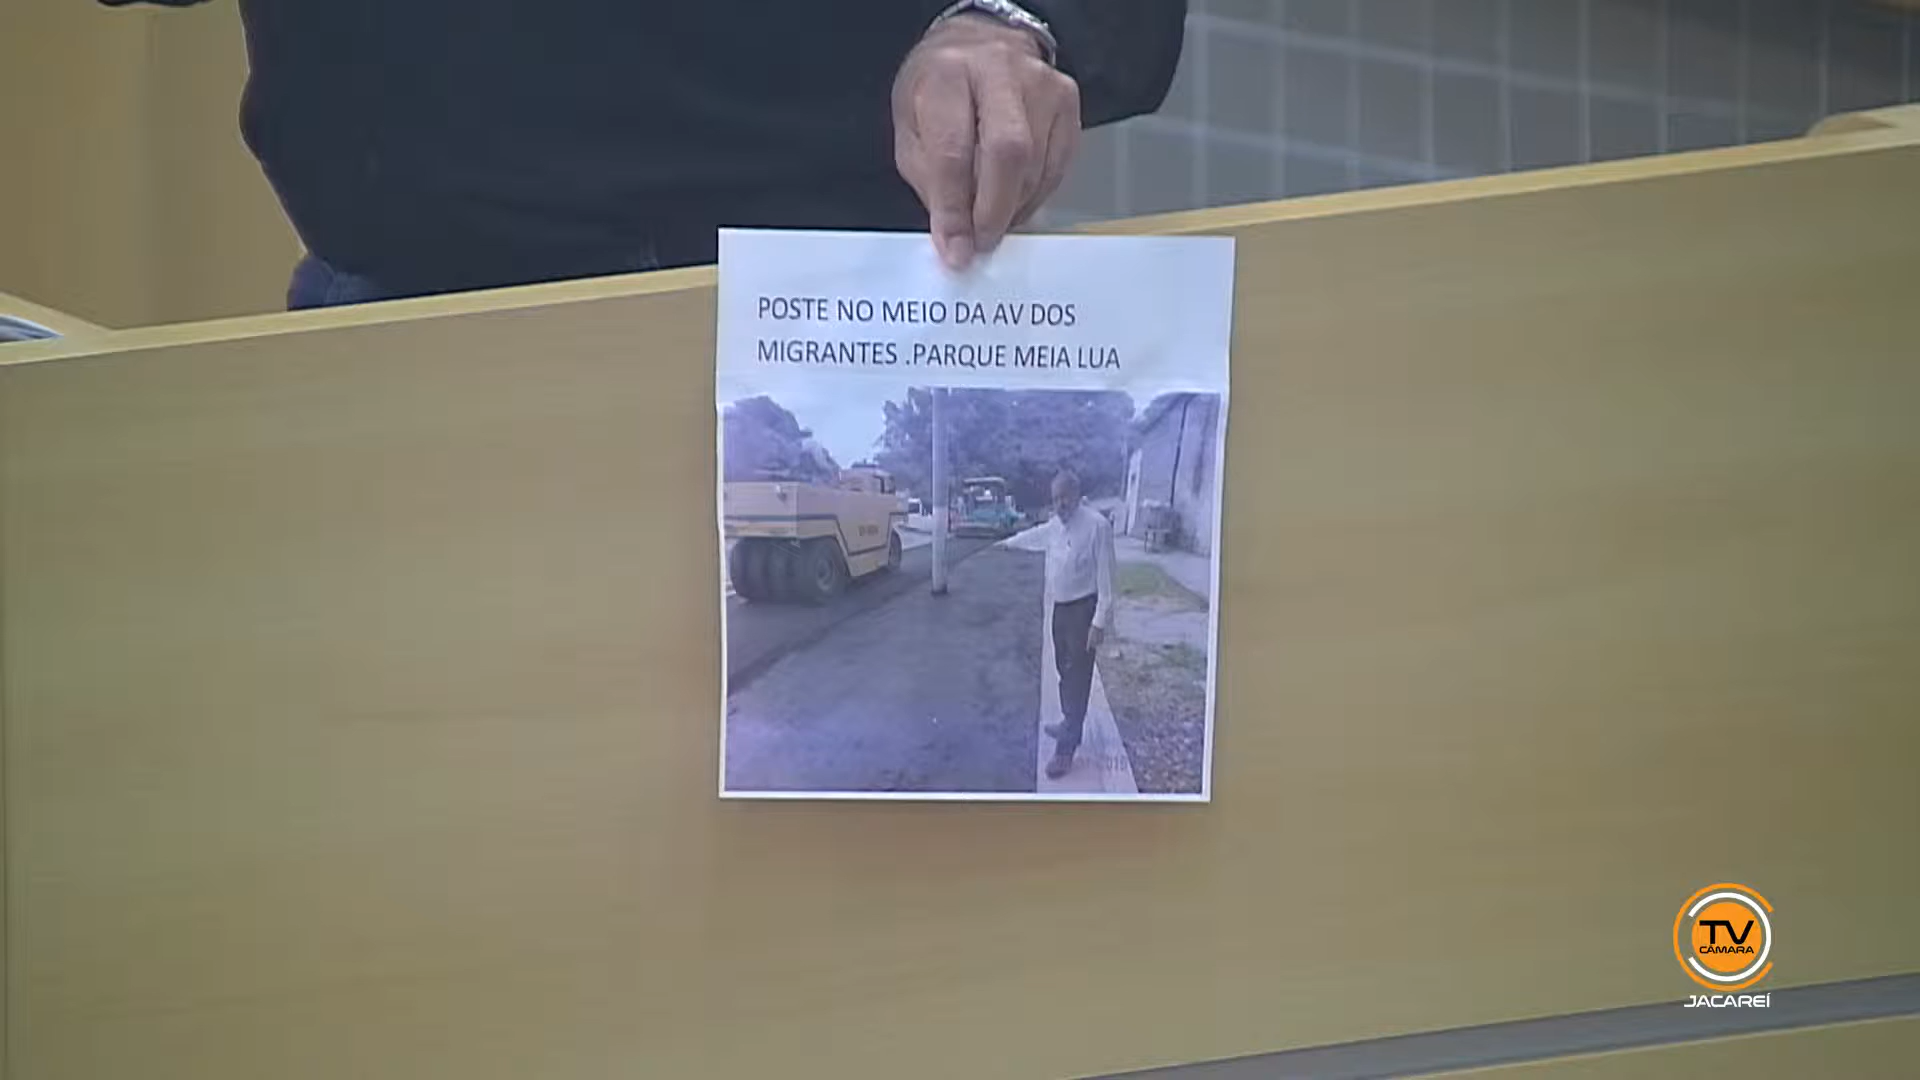 POSTE NO MEIO DA AV DOS
MIGRANTES .PARQUE MEIA LUA
TV
CÂMARA
JACAREÍ